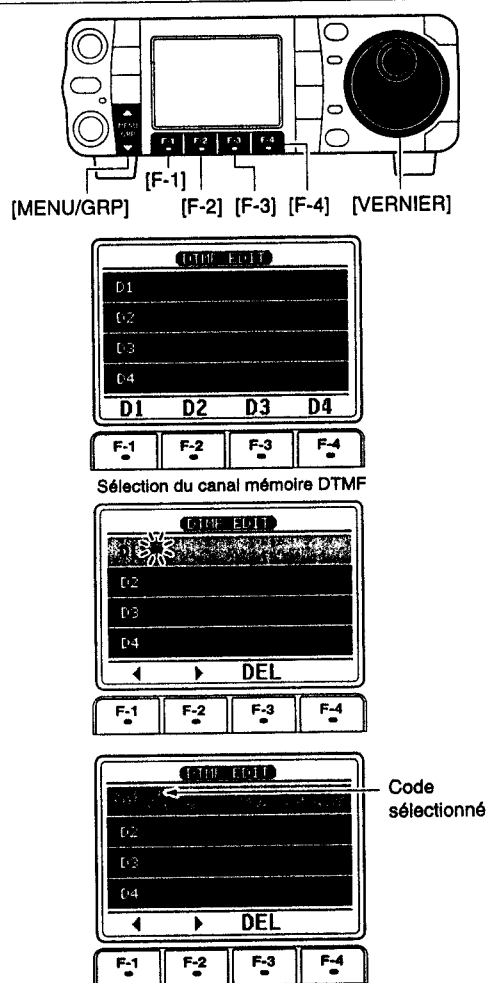 MENU
GRP
F-1 F-2 F-3 F-4
[MENU/GRP] [F-1] [F-2] [F-3] [F-4] [VERNIER]
DTMF EDIT
D1
D2
D3
D4
D1 D2 D3 D4
F-1 F-2 F-3 F-4
Sélection du canal mémoire DTMF
DTMF EDIT
D2
D3
D4
◀ ▶ DEL
F-1 F-2 F-3 F-4
DTMF EDIT
Code
sélectionné
D2
D3
D4
◀ ▶ DEL
F-1 F-2 F-3 F-4